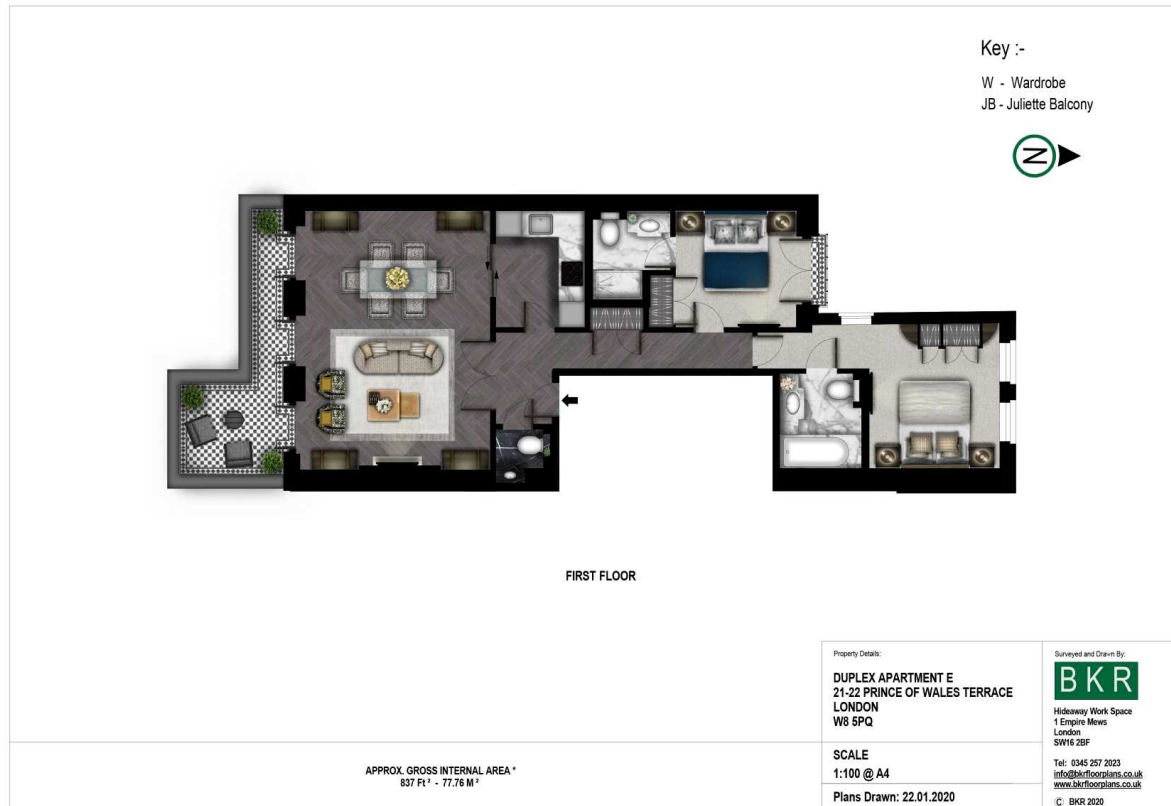 Key :-
W - Wardrobe
JB - Juliette Balcony
N
FIRST FLOOR
APPROX. GROSS INTERNAL AREA *
837 Ft ² - 77.76 M ²
Property Details:
DUPLEX APARTMENT E
21-22 PRINCE OF WALES TERRACE
LONDON
W8 5PQ
SCALE
1:100 @ A4
Plans Drawn: 22.01.2020
Surveyed and Drawn By:
BKR
Hideaway Work Space
1 Empire Mews
London
SW16 2BF
Tel: 0345 257 2023
info@bkrfloorplans.co.uk
www.bkrfloorplans.co.uk
© BKR 2020